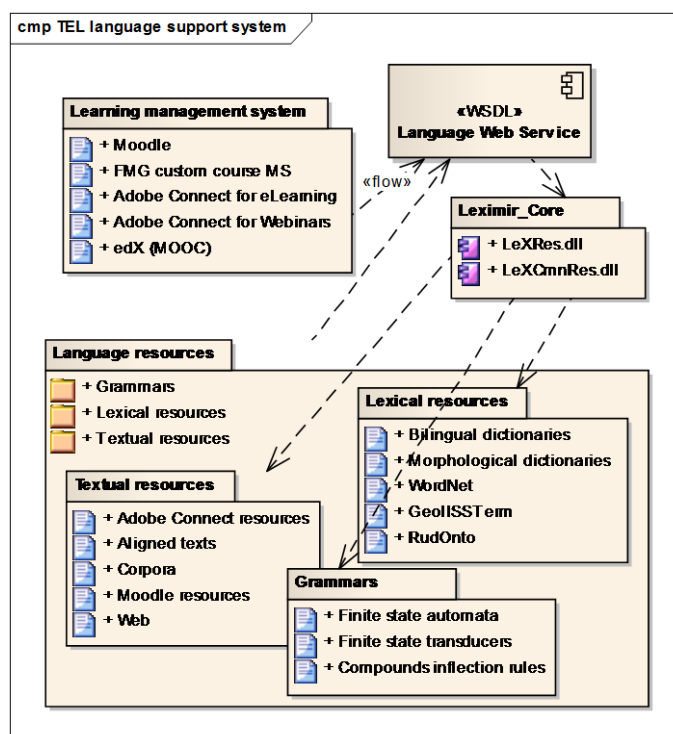 cmp TEL language support system
«WSDL»
Language Web Service
Learning management system
+ Moodle
+ FMG custom course MS
+ Adobe Connect for eLearning
+ Adobe Connect for Webinars
+ edX (MOOC)
«flow»
Leximir_Core
+ LeXRes.dll
+ LeXCmnRes.dll
Language resources
+ Grammars
+ Lexical resources
+ Textual resources
Lexical resources
+ Bilingual dictionaries
+ Morphological dictionaries
+ WordNet
+ GeolISSTerm
+ RudOnto
Textual resources
+ Adobe Connect resources
+ Aligned texts
+ Corpora
+ Moodle resources
+ Web
Grammars
+ Finite state automata
+ Finite state transducers
+ Compounds inflection rules